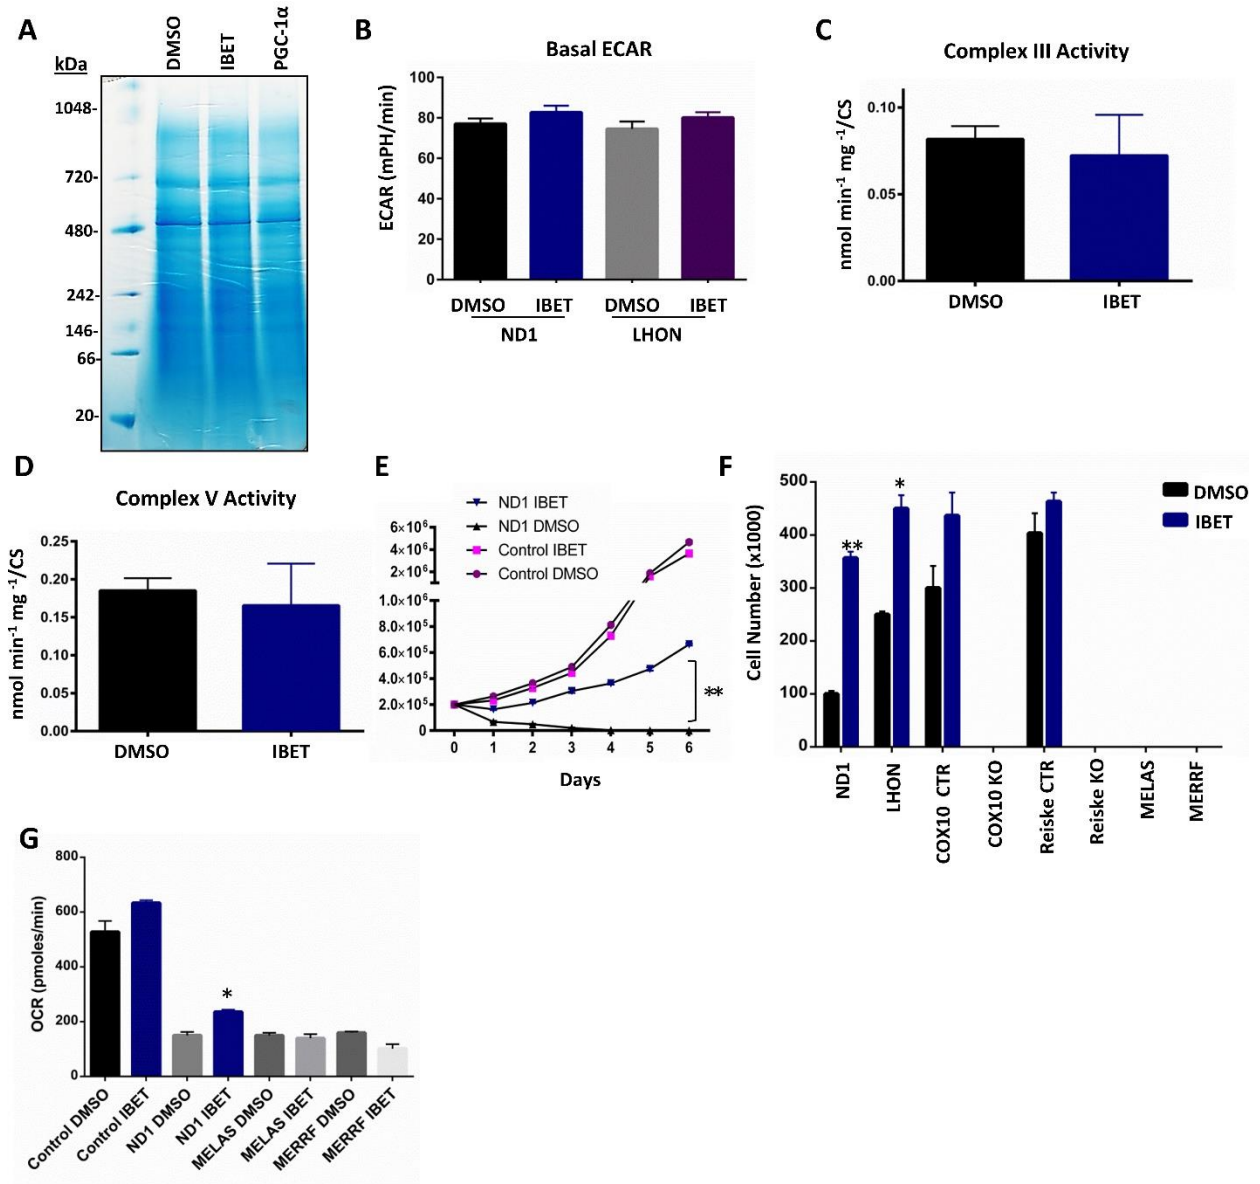 A
kDa
DMSO
IBET
PGC-1α
1048-
720-
480-
242-
146-
66-
20-
B
Basal ECAR
ECAR (mPH/min)
100
80
60
40
20
0
DMSO IBET DMSO IBET
ND1 LHON
C
Complex III Activity
nmol min-1 mg -1/CS
0.10
0.05
0.00
DMSO IBET
D
Complex V Activity
nmol min-1 mg -1/CS
0.25
0.20
0.15
0.10
0.05
0.00
DMSO IBET
E
ND1 IBET
ND1 DMSO
Control IBET
Control DMSO
6×10⁶
4×10⁶
2×10⁶
1.0×10⁶
8.0×10⁵
6.0×10⁵
4.0×10⁵
2.0×10⁵
0
**
0 1 2 3 4 5 6
Days
F
Cell Number (x1000)
500
400
300
200
100
0
**
*
DMSO
IBET
ND1
LHON
COX10 CTR
COX10 KO
Reiske CTR
Reiske KO
MELAS
MERRF
G
OCR (pmoles/min)
800
600
400
200
0
*
Control DMSO
Control IBET
ND1 DMSO
ND1 IBET
MELAS DMSO
MELAS IBET
MERRF DMSO
MERRF IBET